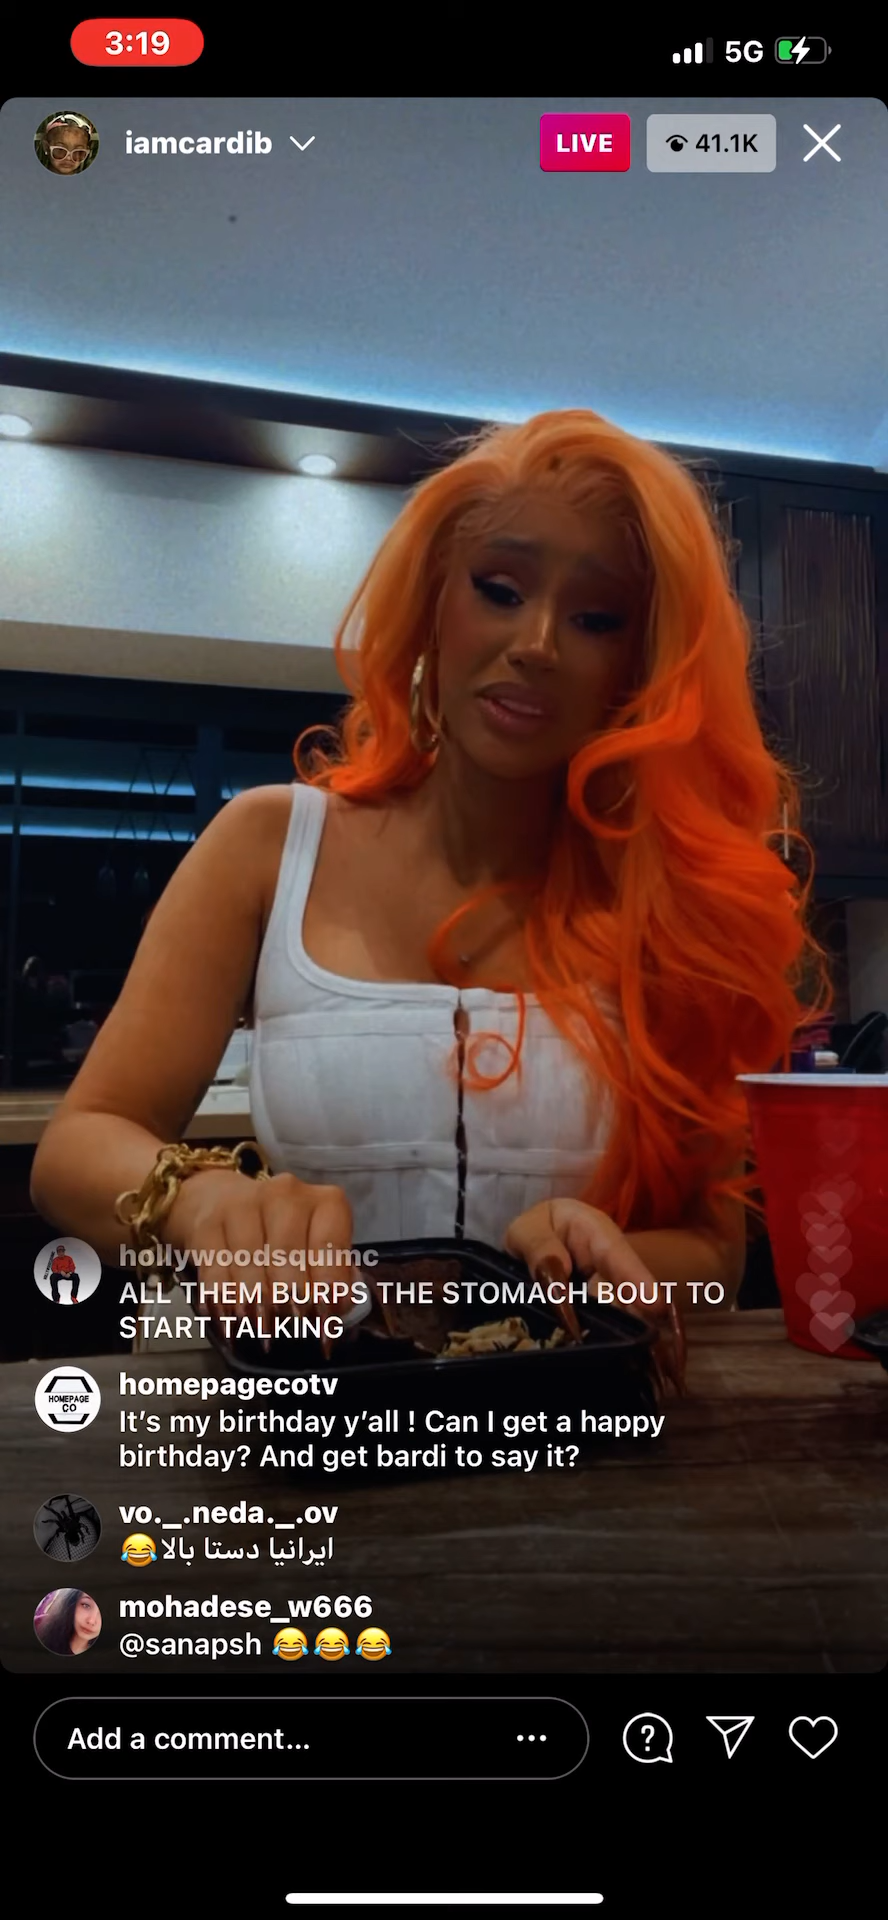 3:19
5G
iamcardib
LIVE
41.1K
hollywoodsquimc
ALL THEM BURPS THE STOMACH BOUT TO
START TALKING
HOMEPAGE
CO
homepagecotv
It’s my birthday y’all ! Can I get a happy
birthday? And get bardi to say it?
vo._.neda._.ov
ایرانیا دستا بالا😂
mohadese_w666
@sanapsh 😂😂😂
Add a comment...